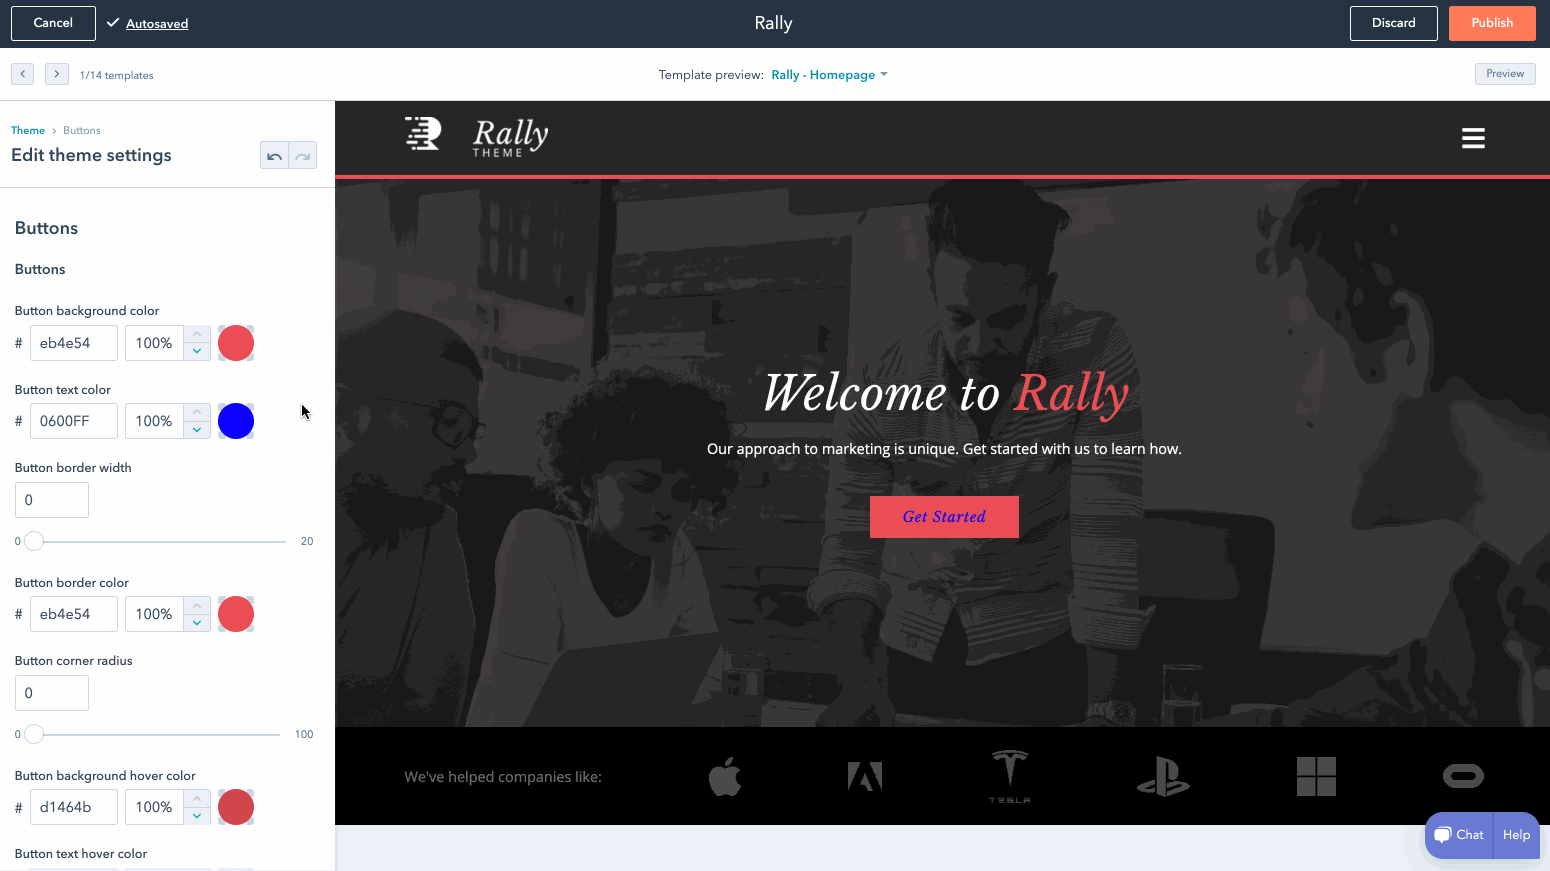 Cancel
Autosaved
Rally
Discard
Publish
1/14 templates
Template preview: Rally - Homepage
Preview
Theme > Buttons
Edit theme settings
Buttons
Buttons
Button background color
# eb4e54 100%
Button text color
# 0600FF 100%
Button border width
0
0 20
Button border color
# eb4e54 100%
Button corner radius
0
0 100
Button background hover color
# d1464b 100%
Button text hover color
Rally
THEME
Welcome to Rally
Our approach to marketing is unique. Get started with us to learn how.
Get Started
We've helped companies like:
TESLA
Chat
Help